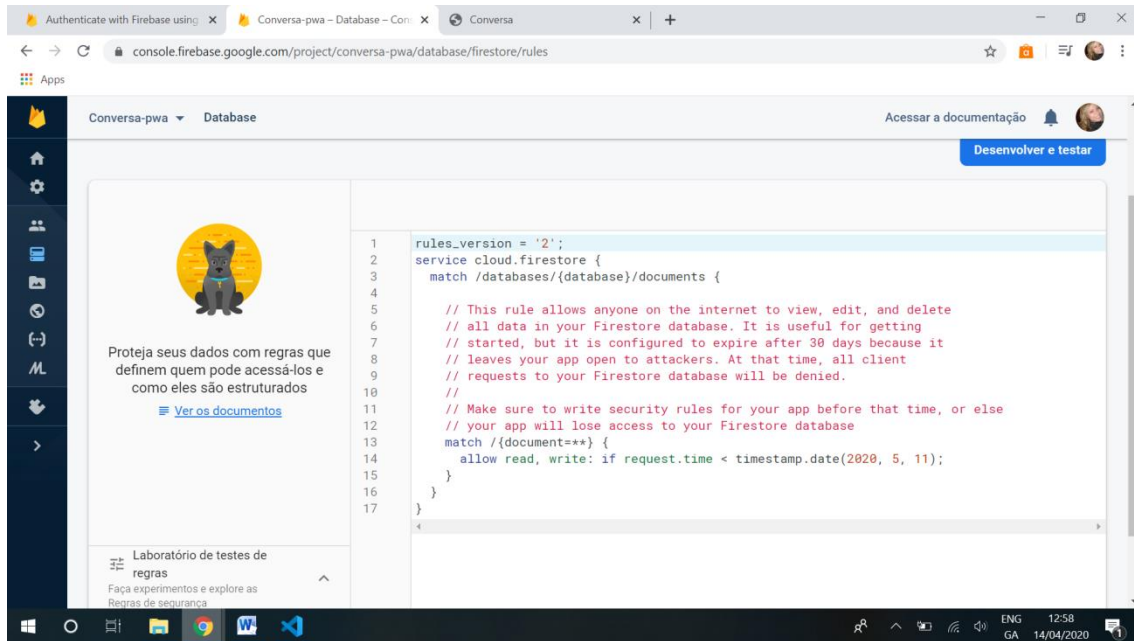 Authenticate with Firebase using
Conversa-pwa – Database – Con
Conversa
console.firebase.google.com/project/conversa-pwa/database/firestore/rules
Apps
Conversa-pwa
Database
Acessar a documentação
Desenvolver e testar
Proteja seus dados com regras que
definem quem pode acessá-los e
como eles são estruturados
Ver os documentos
Laboratório de testes de
regras
Faça experimentos e explore as
Regras de segurança
1 rules_version = '2';
2 service cloud.firestore {
3 match /databases/{database}/documents {
4
5 // This rule allows anyone on the internet to view, edit, and delete
6 // all data in your Firestore database. It is useful for getting
7 // started, but it is configured to expire after 30 days because it
8 // leaves your app open to attackers. At that time, all client
9 // requests to your Firestore database will be denied.
10 //
11 // Make sure to write security rules for your app before that time, or else
12 // your app will lose access to your Firestore database
13 match /{document=**} {
14 allow read, write: if request.time < timestamp.date(2020, 5, 11);
15 }
16 }
17 }
ENG
GA
12:58
14/04/2020